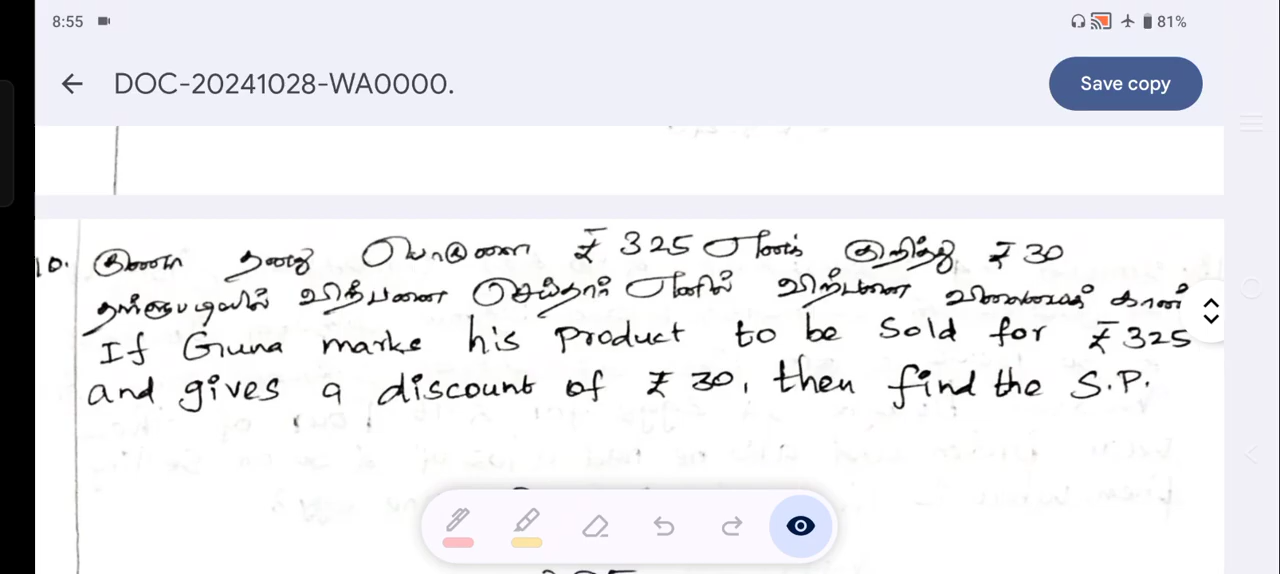 8:55
81%
DOC-20241028-WA0000.
Save copy
10. குணா தனது பொருளை ₹ 325 எனக் குறித்து ₹ 30
தள்ளுபடியில் விற்பனை செய்தார் எனில் விற்பனை விலையைக் காண்
If Guna marks his product to be sold for ₹ 325
and gives a discount of ₹ 30, then find the S.P.